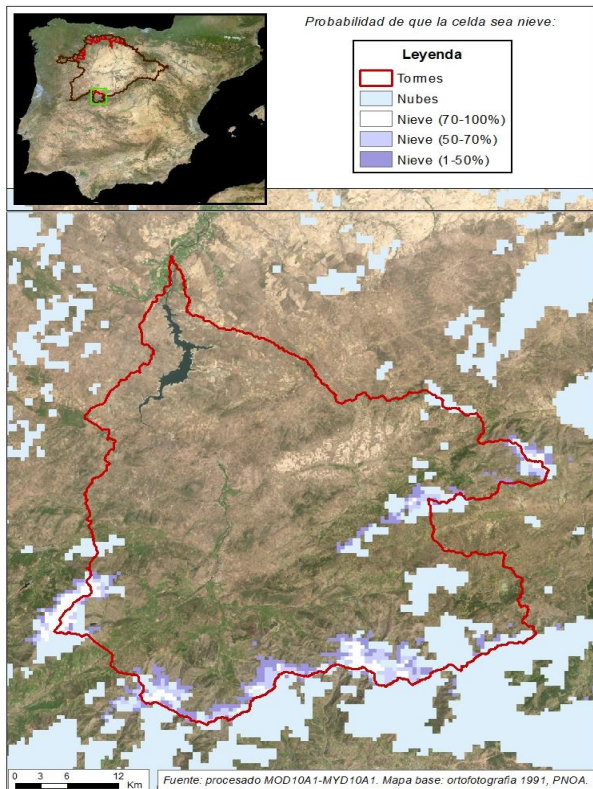 Probabilidad de que la celda sea nieve:
Leyenda
Tormes
Nubes
Nieve (70-100%)
Nieve (50-70%)
Nieve (1-50%)
0 3 6 12
Km
Fuente: procesado MOD10A1-MYD10A1. Mapa base: ortofotografia 1991, PNOA.